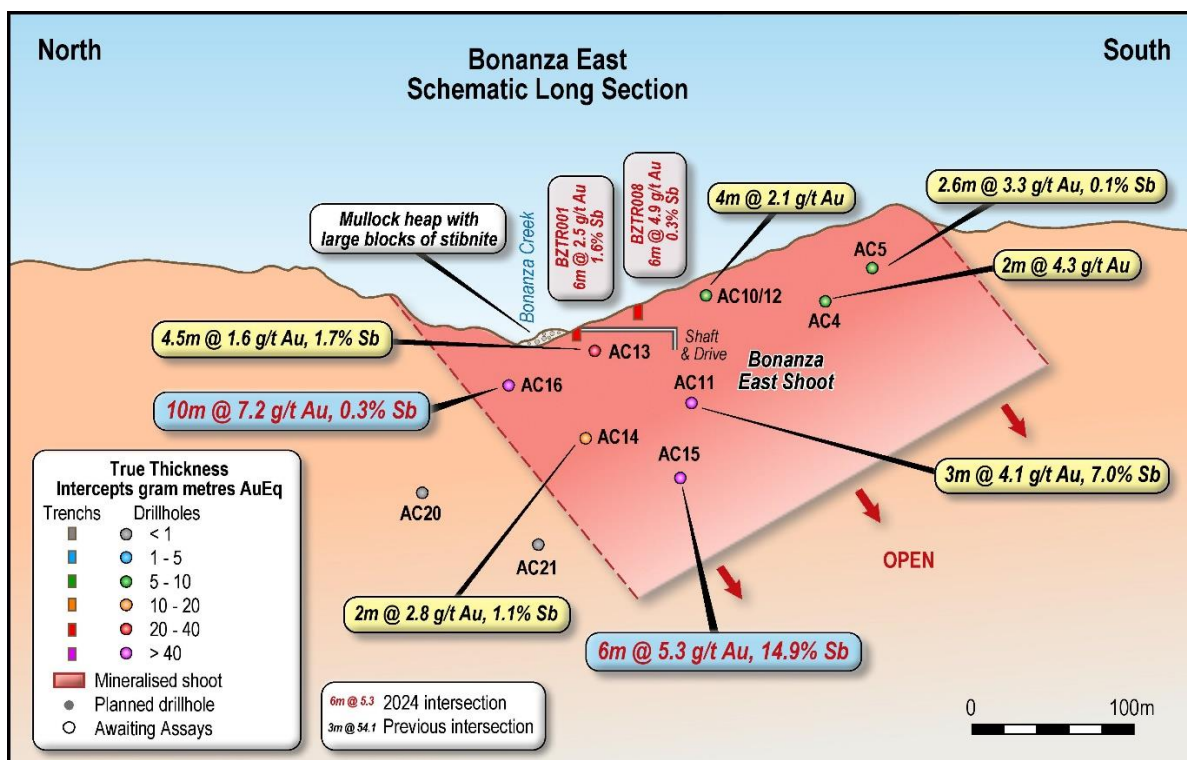 North
South
Bonanza East
Schematic Long Section
Mullock heap with
large blocks of stibnite
Bonanza Creek
BZTR001
6m @ 2.5 g/t Au
1.6% Sb
BZTR008
6m @ 4.9 g/t Au
0.3% Sb
4m @ 2.1 g/t Au
2.6m @ 3.3 g/t Au, 0.1% Sb
2m @ 4.3 g/t Au
AC5
AC10/12
AC4
4.5m @ 1.6 g/t Au, 1.7% Sb
AC13
Shaft
& Drive
Bonanza
East Shoot
AC16
AC11
10m @ 7.2 g/t Au, 0.3% Sb
AC14
AC15
3m @ 4.1 g/t Au, 7.0% Sb
AC20
AC21
OPEN
2m @ 2.8 g/t Au, 1.1% Sb
6m @ 5.3 g/t Au, 14.9% Sb
True Thickness
Intercepts gram metres AuEq
Trenchs Drillholes
< 1
1 - 5
5 - 10
10 - 20
20 - 40
> 40
Mineralised shoot
Planned drillhole
Awaiting Assays
6m @ 5.3 2024 intersection
3m @ 54.1 Previous intersection
0 100m